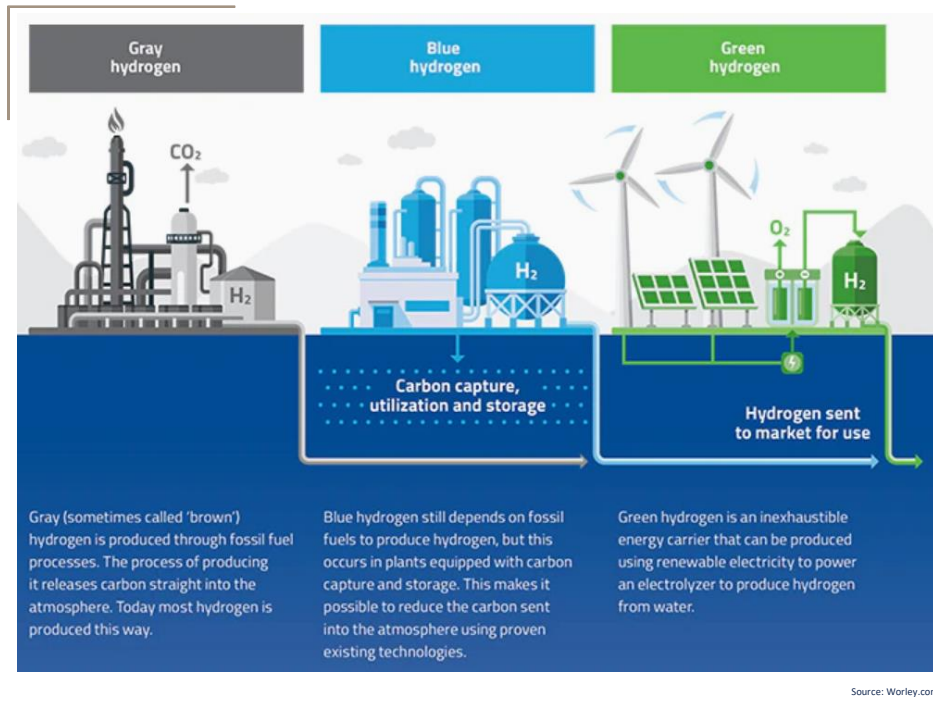 Gray
hydrogen
Blue
hydrogen
Green
hydrogen
CO₂
H₂
H₂
O₂
H₂
Carbon capture,
utilization and storage
Hydrogen sent
to market for use
Gray (sometimes called ‘brown’)
hydrogen is produced through fossil fuel
processes. The process of producing
it releases carbon straight into the
atmosphere. Today most hydrogen is
produced this way.
Blue hydrogen still depends on fossil
fuels to produce hydrogen, but this
occurs in plants equipped with carbon
capture and storage. This makes it
possible to reduce the carbon sent
into the atmosphere using proven
existing technologies.
Green hydrogen is an inexhaustible
energy carrier that can be produced
using renewable electricity to power
an electrolyzer to produce hydrogen
from water.
Source: Worley.cor